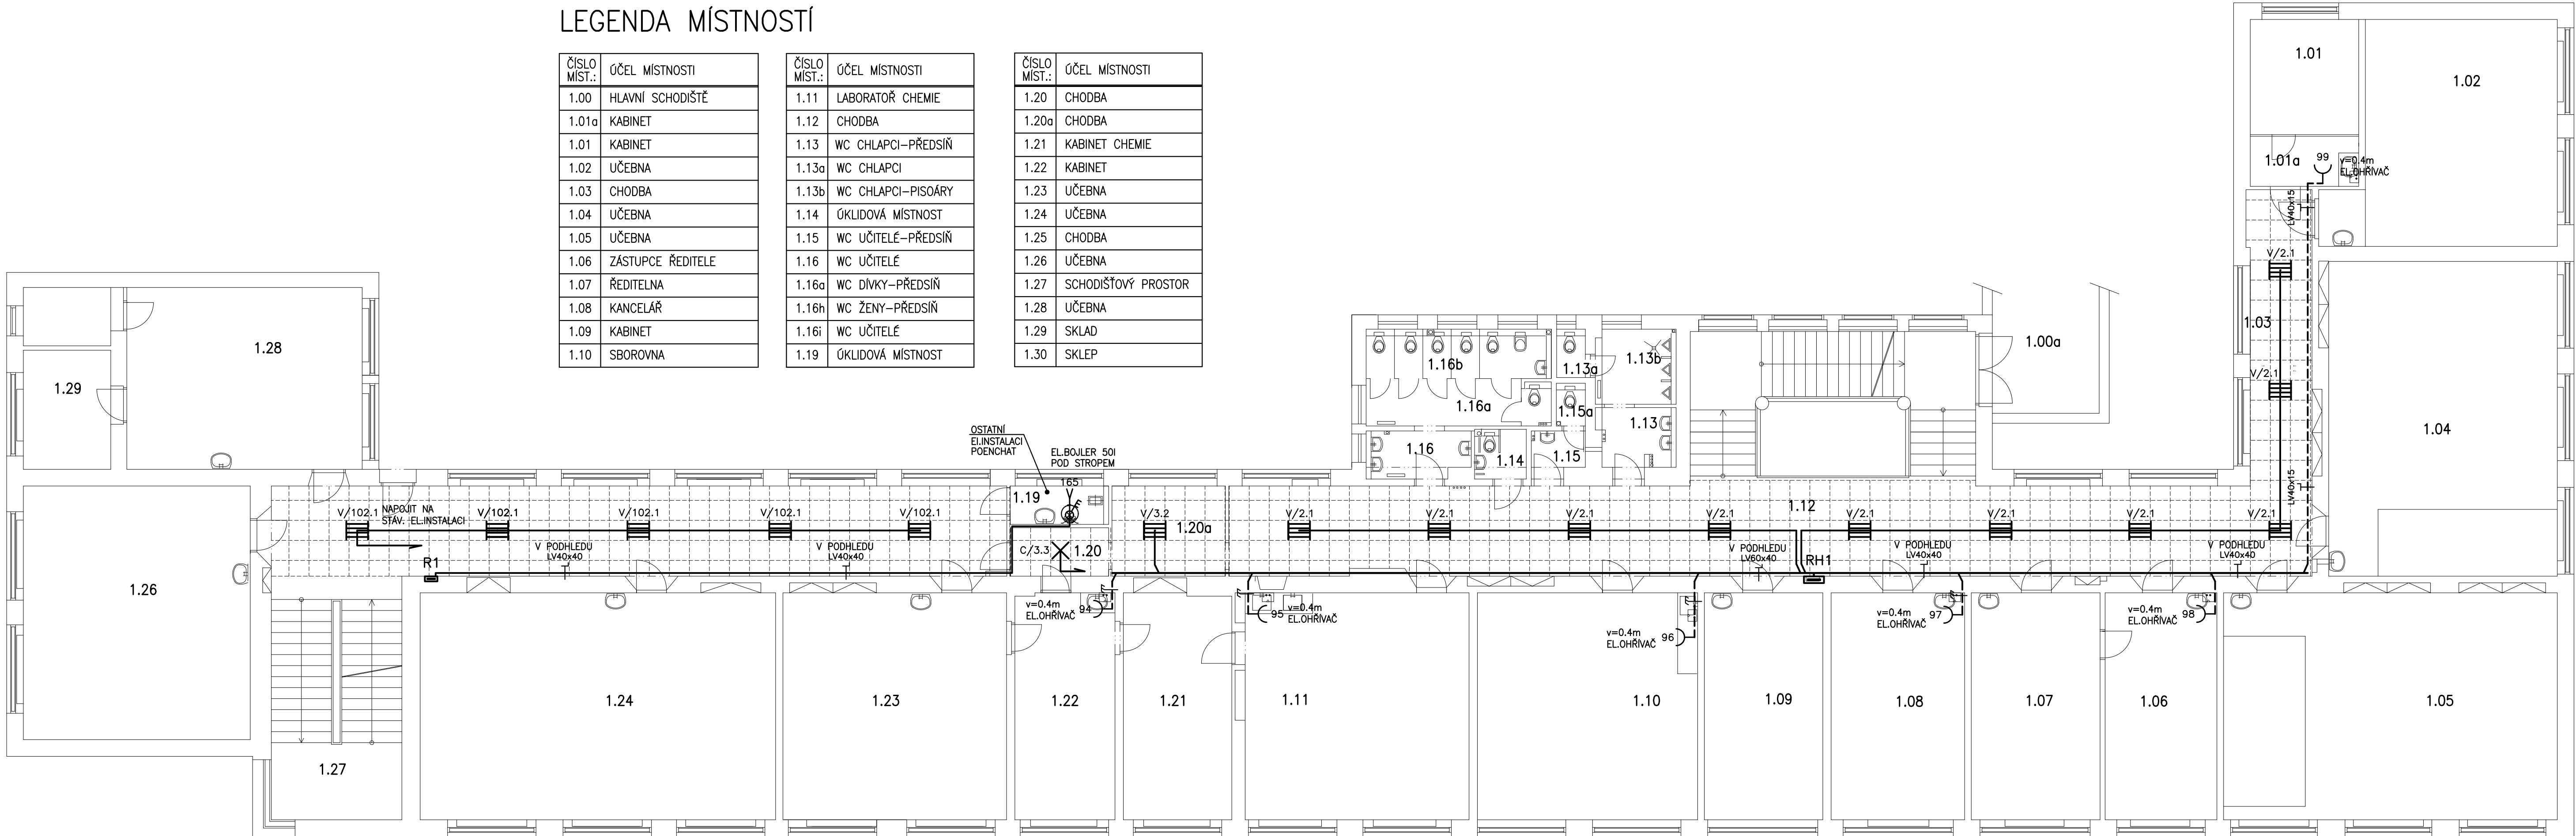 LEGENDA MÍSTNOSTÍ
ČÍSLO MÍST.: ÚČEL MÍSTNOSTI
1.00 HLAVNÍ SCHODIŠTĚ
1.01a KABINET
1.01 KABINET
1.02 UČEBNA
1.03 CHODBA
1.04 UČEBNA
1.05 UČEBNA
1.06 ZÁSTUPCE ŘEDITELE
1.07 ŘEDITELNA
1.08 KANCELÁŘ
1.09 KABINET
1.10 SBOROVNA
ČÍSLO MÍST.: ÚČEL MÍSTNOSTI
1.11 LABORATOŘ CHEMIE
1.12 CHODBA
1.13 WC CHLAPCI-PŘEDSÍŇ
1.13a WC CHLAPCI
1.13b WC CHLAPCI-PISOÁRY
1.14 ÚKLIDOVÁ MÍSTNOST
1.15 WC UČITELÉ-PŘEDSÍŇ
1.16 WC UČITELÉ
1.16a WC DÍVKY-PŘEDSÍŇ
1.16h WC ŽENY-PŘEDSÍŇ
1.16i WC UČITELÉ
1.19 ÚKLIDOVÁ MÍSTNOST
ČÍSLO MÍST.: ÚČEL MÍSTNOSTI
1.20 CHODBA
1.20a CHODBA
1.21 KABINET CHEMIE
1.22 KABINET
1.23 UČEBNA
1.24 UČEBNA
1.25 CHODBA
1.26 UČEBNA
1.27 SCHODIŠŤOVÝ PROSTOR
1.28 UČEBNA
1.29 SKLAD
1.30 SKLEP
1.01
1.02
1.01a
99
v=0.4m
EL.OHŘÍVAČ
LV40x15
V/2.1
1.03
V/2.1
1.04
LV40x15
1.00a
1.28
1.29
1.16b
1.13a
1.13b
1.16a
1.15a
1.13
1.16
1.14
1.15
OSTATNÍ
El.INSTALACI
POENCHAT
EL.BOJLER 50l
POD STROPEM
165
1.19
1.12
NAPOJIT NA
STÁV. EL.INSTALACI
V/102.1
V/102.1
V/102.1
V/102.1
V/102.1
V/3.2
1.20a
V/2.1
V/2.1
V/2.1
V/2.1
V/2.1
V/2.1
V/2.1
V/2.1
V PODHLEDU
LV40x40
V PODHLEDU
LV40x40
C/3.3
1.20
V PODHLEDU
LV60x40
V PODHLEDU
LV40x40
V PODHLEDU
LV40x40
R1
RH1
1.26
v=0.4m
EL.OHŘÍVAČ
94
95
v=0.4m
EL.OHŘÍVAČ
v=0.4m
EL.OHŘÍVAČ
96
v=0.4m
EL.OHŘÍVAČ
97
v=0.4m
EL.OHŘÍVAČ
98
1.24
1.23
1.22
1.21
1.11
1.10
1.09
1.08
1.07
1.06
1.05
1.27